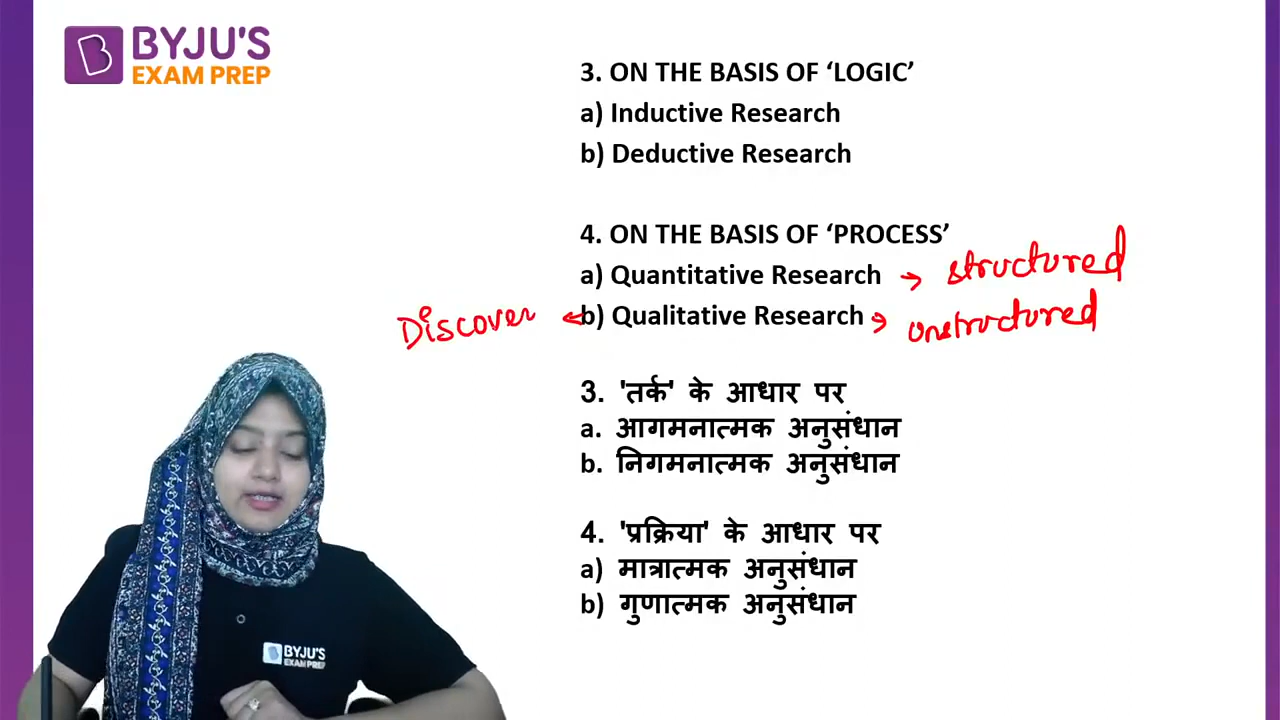 BYJU'S
EXAM PREP
3. ON THE BASIS OF ‘LOGIC’
a) Inductive Research
b) Deductive Research
4. ON THE BASIS OF ‘PROCESS’
a) Quantitative Research → structured
Discover ← b) Qualitative Research → unstructured
3. 'तर्क' के आधार पर
a. आगमनात्मक अनुसंधान
b. निगमनात्मक अनुसंधान
4. 'प्रक्रिया' के आधार पर
a) मात्रात्मक अनुसंधान
b) गुणात्मक अनुसंधान
BYJU'S
EXAM PREP